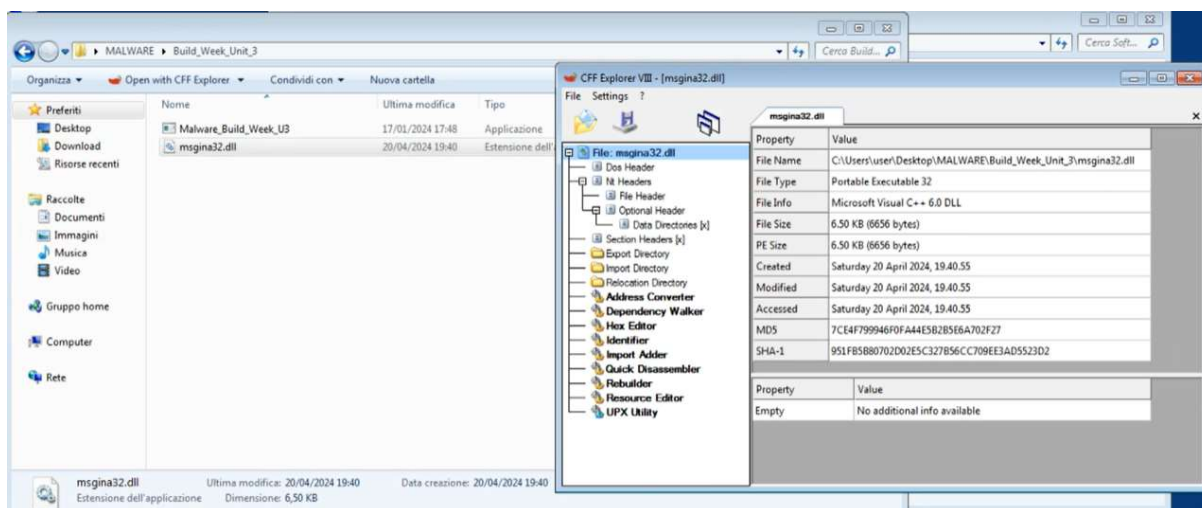 MALWARE ▸ Build_Week_Unit_3
Cerca Build...
Cerca Soft...
Organizza
Open with CFF Explorer
Condividi con
Nuova cartella
Preferiti
Desktop
Download
Risorse recenti
Raccolte
Documenti
Immagini
Musica
Video
Gruppo home
Computer
Rete
Nome Ultima modifica Tipo
Malware_Build_Week_U3 17/01/2024 17:48 Applicazione
msgina32.dll 20/04/2024 19:40 Estensione dell'
msgina32.dll Ultima modifica: 20/04/2024 19:40 Data creazione: 20/04/2024 19:40
Estensione dell'applicazione Dimensione: 6,50 KB
CFF Explorer VIII - [msgina32.dll]
File Settings ?
File: msgina32.dll
Dos Header
Nt Headers
File Header
Optional Header
Data Directories [x]
Section Headers [x]
Export Directory
Import Directory
Relocation Directory
Address Converter
Dependency Walker
Hex Editor
Identifier
Import Adder
Quick Disassembler
Rebuilder
Resource Editor
UPX Utility
msgina32.dll
Property Value
File Name C:\Users\user\Desktop\MALWARE\Build_Week_Unit_3\msgina32.dll
File Type Portable Executable 32
File Info Microsoft Visual C++ 6.0 DLL
File Size 6.50 KB (6656 bytes)
PE Size 6.50 KB (6656 bytes)
Created Saturday 20 April 2024, 19.40.55
Modified Saturday 20 April 2024, 19.40.55
Accessed Saturday 20 April 2024, 19.40.55
MD5 7CE4F799946F0FA44E5B2B5E6A702F27
SHA-1 951FB5B80702D02E5C327B56CC709EE3AD5523D2
Property Value
Empty No additional info available